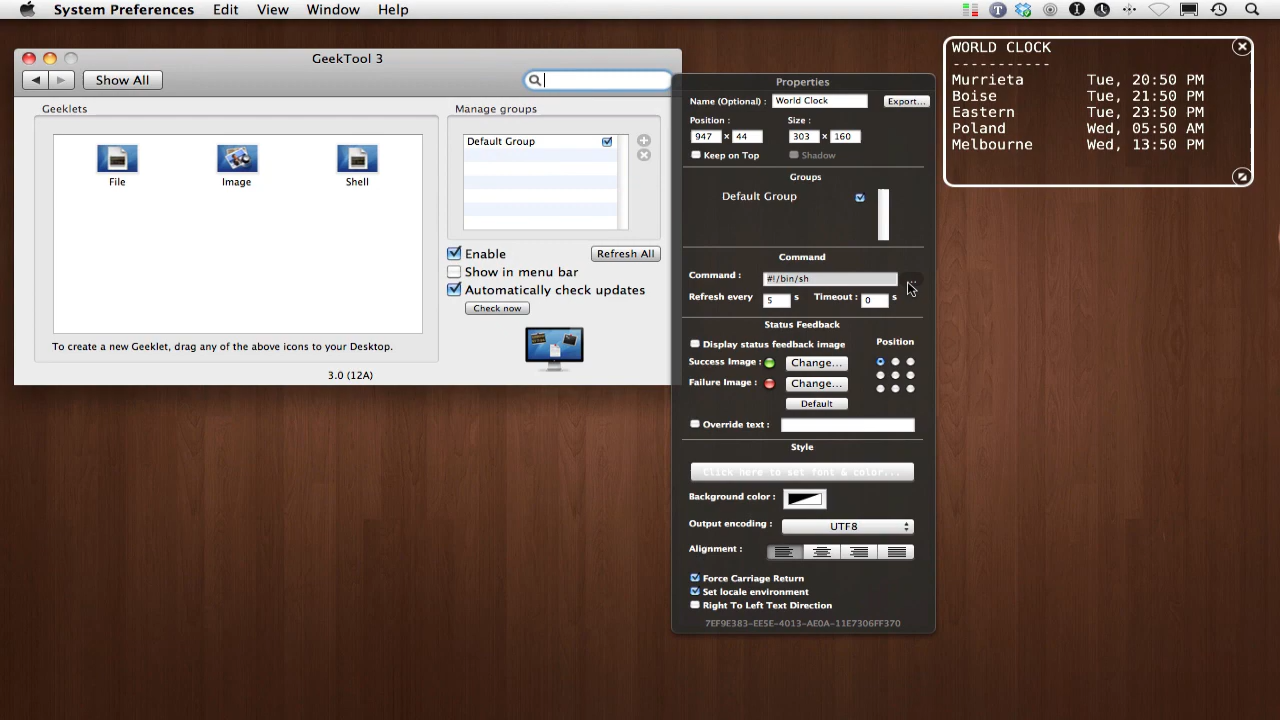 System Preferences Edit View Window Help
GeekTool 3
Show All
Geeklets
File
Image
Shell
To create a new Geeklet, drag any of the above icons to your Desktop.
Manage groups
Default Group
Enable
Refresh All
Show in menu bar
Automatically check updates
Check now
3.0 (12A)
Properties
Name (Optional) : World Clock Export...
Position : Size :
947 × 44 303 × 160
Keep on Top Shadow
Groups
Default Group
Command
Command : #!/bin/sh ...
Refresh every 5 s Timeout : 0 s
Status Feedback
Display status feedback image Position
Success Image : Change...
Failure Image : Change...
Default
Override text :
Style
Click here to set font & color...
Background color :
Output encoding : UTF8
Alignment :
Force Carriage Return
Set locale environment
Right To Left Text Direction
7EF9E383-EE5E-4013-AE0A-11E7306FF370
WORLD CLOCK
-----------
Murrieta Tue, 20:50 PM
Boise Tue, 21:50 PM
Eastern Tue, 23:50 PM
Poland Wed, 05:50 AM
Melbourne Wed, 13:50 PM